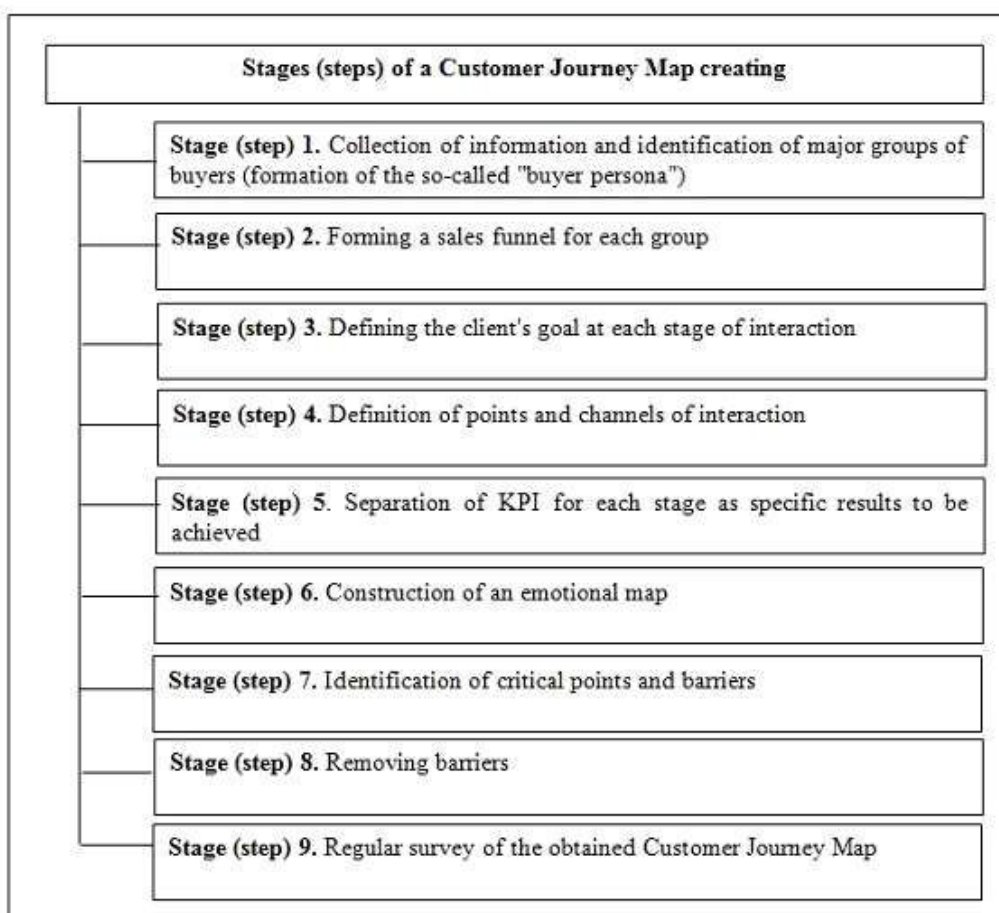 Stages (steps) of a Customer Journey Map creating
Stage (step) 1. Collection of information and identification of major groups of
buyers (formation of the so-called "buyer persona")
Stage (step) 2. Forming a sales funnel for each group
Stage (step) 3. Defining the client's goal at each stage of interaction
Stage (step) 4. Definition of points and channels of interaction
Stage (step) 5. Separation of KPI for each stage as specific results to be
achieved
Stage (step) 6. Construction of an emotional map
Stage (step) 7. Identification of critical points and barriers
Stage (step) 8. Removing barriers
Stage (step) 9. Regular survey of the obtained Customer Journey Map